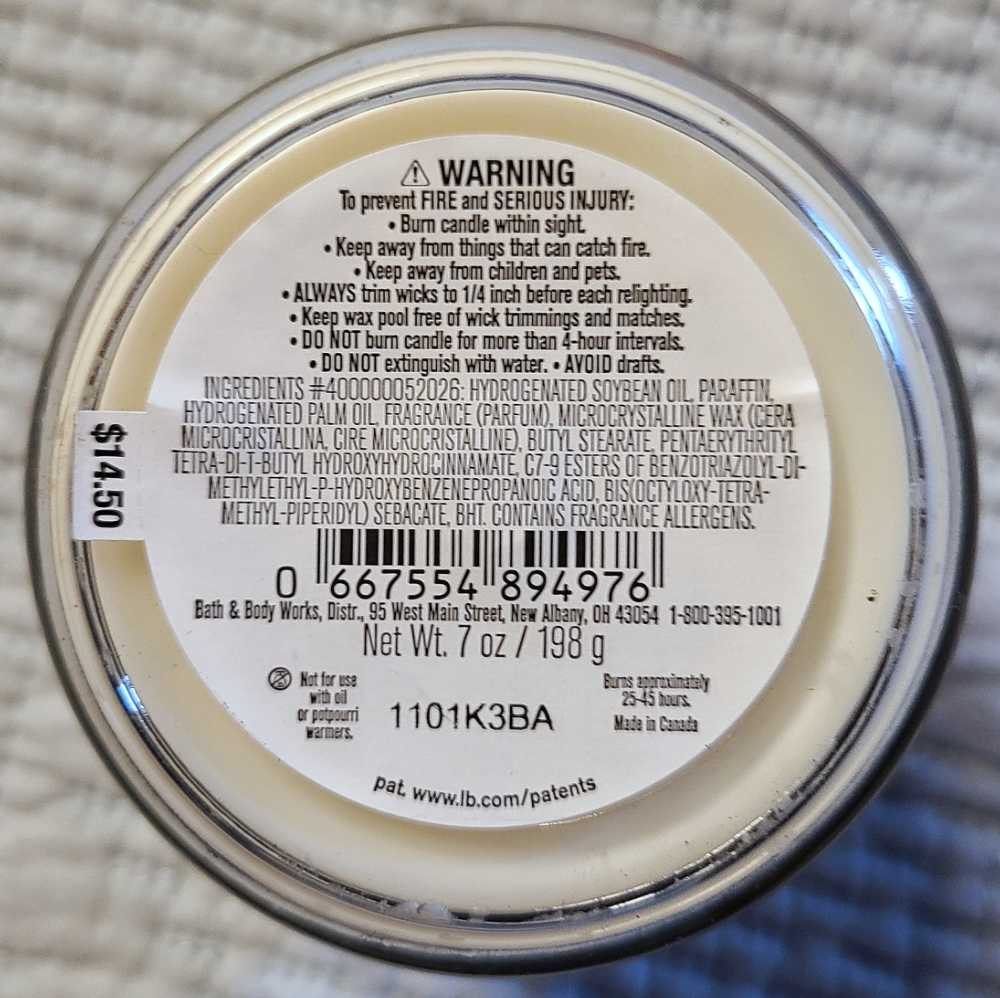 ⚠ WARNING
To prevent FIRE and SERIOUS INJURY:
• Burn candle within sight.
• Keep away from things that can catch fire.
• Keep away from children and pets.
• ALWAYS trim wicks to 1/4 inch before each relighting.
• Keep wax pool free of wick trimmings and matches.
• DO NOT burn candle for more than 4-hour intervals.
• DO NOT extinguish with water. • AVOID drafts.
INGREDIENTS #400000052026: HYDROGENATED SOYBEAN OIL, PARAFFIN,
HYDROGENATED PALM OIL, FRAGRANCE (PARFUM), MICROCRYSTALLINE WAX (CERA
MICROCRISTALLINA, CIRE MICROCRISTALLINE), BUTYL STEARATE, PENTAERYTHRITYL
TETRA-DI-T-BUTYL HYDROXYHYDROCINNAMATE, C7-9 ESTERS OF BENZOTRIAZOLYL-DI-
METHYLETHYL-P-HYDROXYBENZENEPROPANOIC ACID, BIS(OCTYLOXY-TETRA-
METHYL-PIPERIDYL) SEBACATE, BHT. CONTAINS FRAGRANCE ALLERGENS.
$14.50
0 667554 894976
Bath & Body Works, Distr., 95 West Main Street, New Albany, OH 43054 1-800-395-1001
Net Wt. 7 oz / 198 g
Not for use
with oil
or potpourri
warmers.
1101K3BA
Burns approximately
25-45 hours.
Made in Canada
pat. www.lb.com/patents